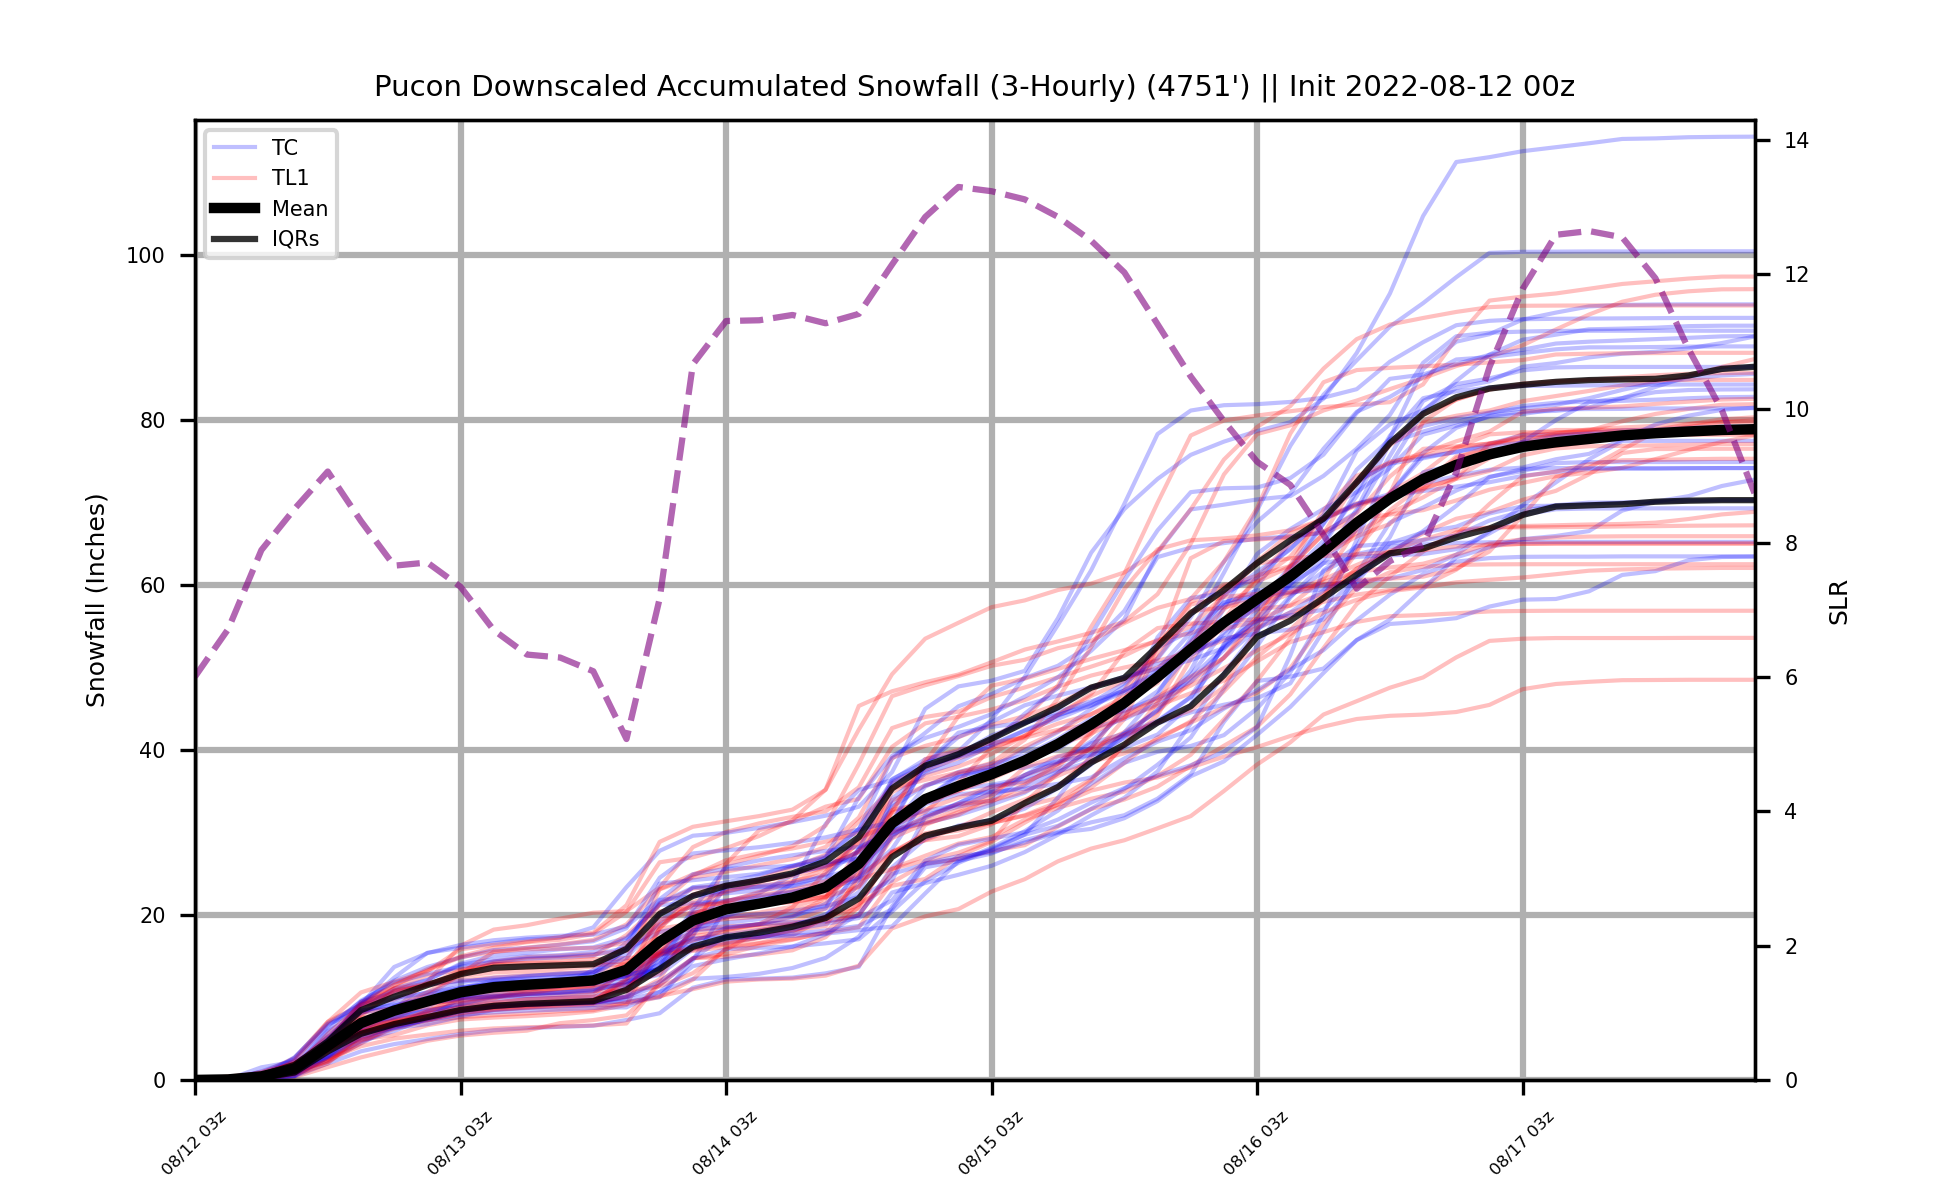 Pucon Downscaled Accumulated Snowfall (3-Hourly) (4751') || Init 2022-08-12 00z
TC
TL1
Mean
IQRs
Snowfall (Inches)
100
80
60
40
20
0
SLR
14
12
10
8
6
4
2
0
08/12 03z
08/13 03z
08/14 03z
08/15 03z
08/16 03z
08/17 03z